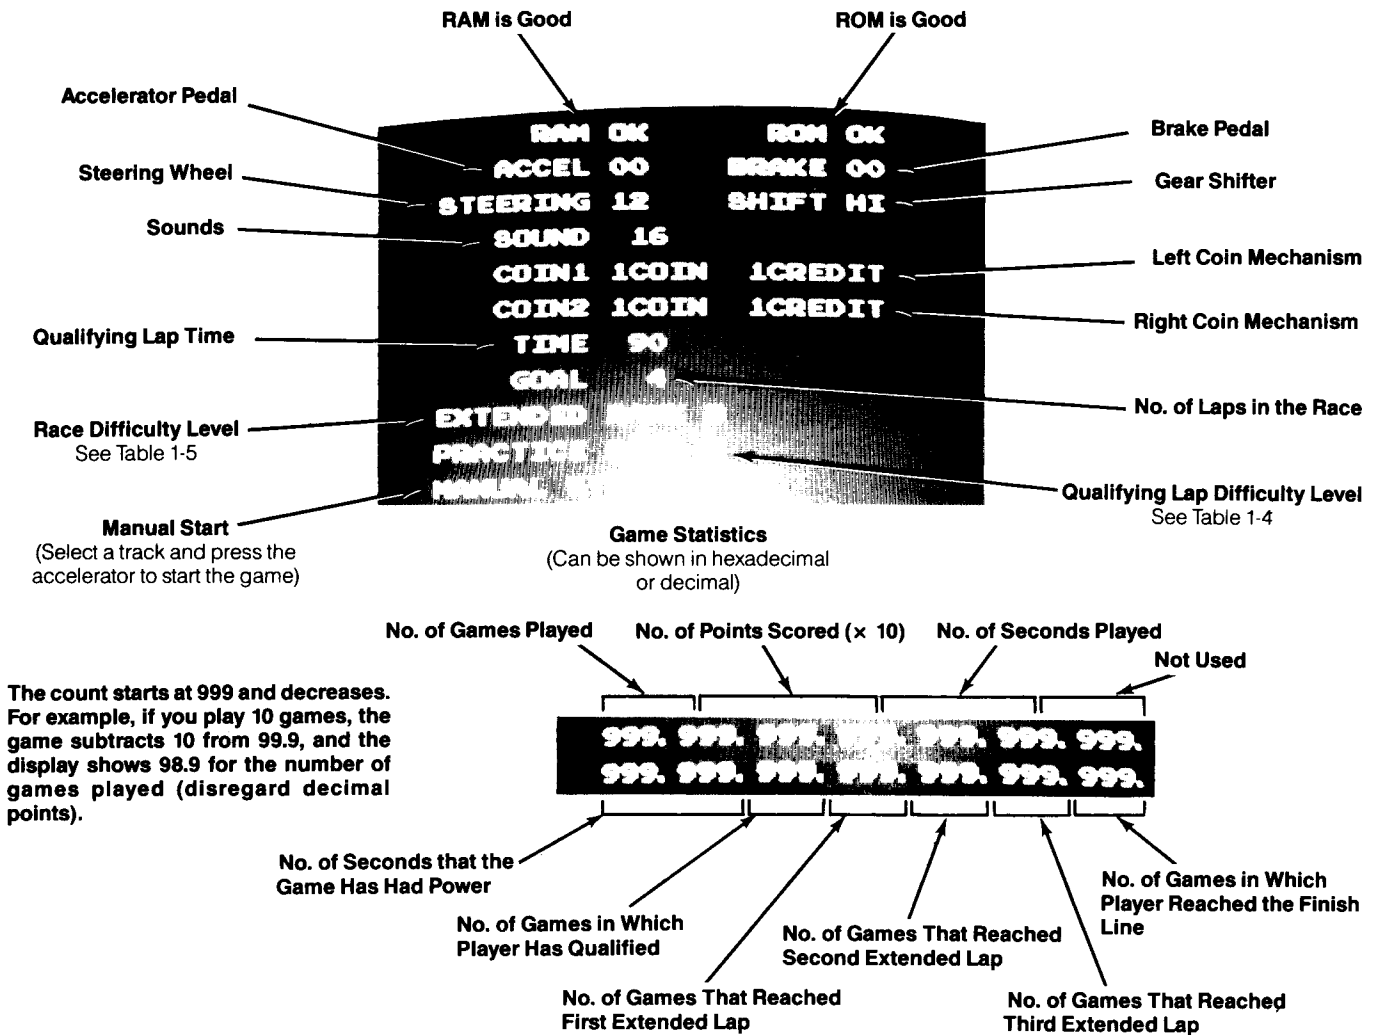 RAM is Good
ROM is Good
Accelerator Pedal
Brake Pedal
Steering Wheel
Gear Shifter
Sounds
Left Coin Mechanism
Right Coin Mechanism
Qualifying Lap Time
No. of Laps in the Race
Race Difficulty Level
See Table 1-5
Qualifying Lap Difficulty Level
See Table 1-4
Manual Start
(Select a track and press the
accelerator to start the game)
RAM OK ROM OK
ACCEL 00 BRAKE 00
STEERING 12 SHIFT HI
SOUND 16
COIN1 1COIN 1CREDIT
COIN2 1COIN 1CREDIT
TIME 90
GOAL 4
EXTENDED
PRACTICE
Game Statistics
(Can be shown in hexadecimal
or decimal)
No. of Games Played
No. of Points Scored (× 10)
No. of Seconds Played
Not Used
The count starts at 999 and decreases.
For example, if you play 10 games, the
game subtracts 10 from 99.9, and the
display shows 98.9 for the number of
games played (disregard decimal
points).
999. 999. 999. 999. 999. 999. 999.
999. 999. 999. 999. 999. 999. 999.
No. of Seconds that the
Game Has Had Power
No. of Games in Which
Player Has Qualified
No. of Games That Reached
First Extended Lap
No. of Games That Reached
Second Extended Lap
No. of Games That Reached
Third Extended Lap
No. of Games in Which
Player Reached the Finish
Line